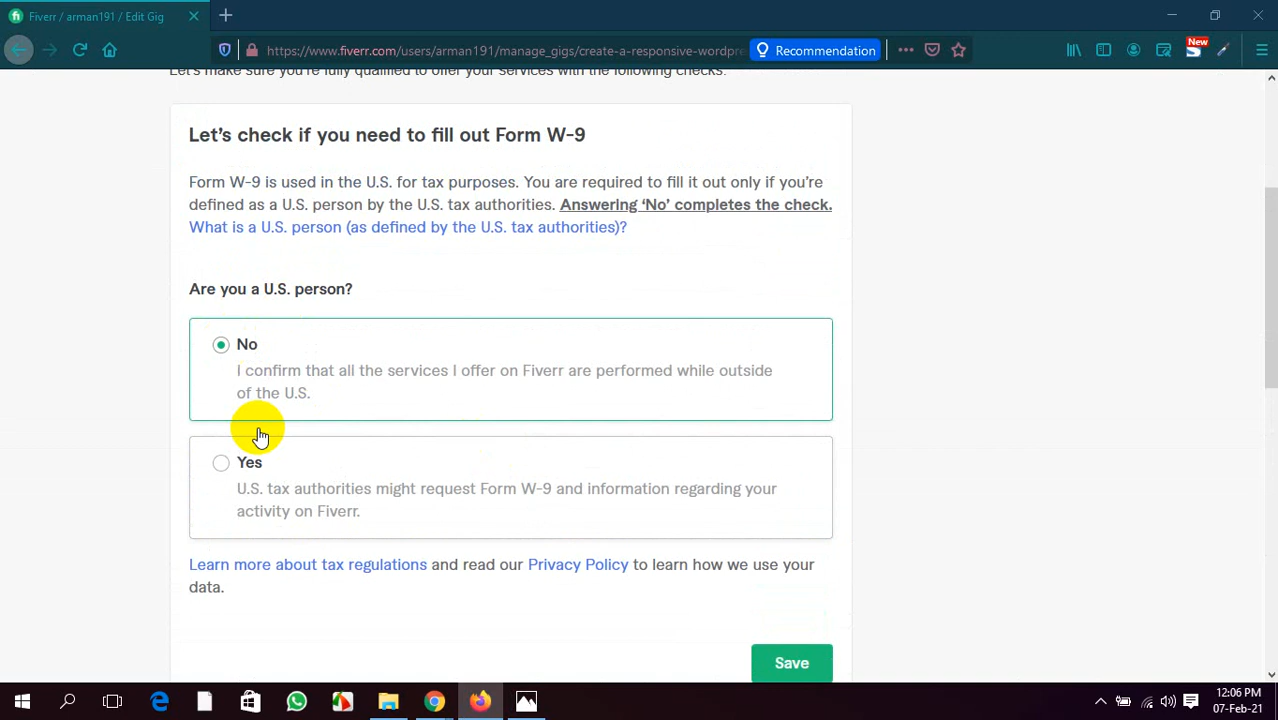 Fiverr / arman191 / Edit Gig
https://www.fiverr.com/users/arman191/manage_gigs/create-a-responsive-wordpre
Recommendation
New
Let's make sure you're fully qualified to offer your services with the following checks.
Let's check if you need to fill out Form W-9
Form W-9 is used in the U.S. for tax purposes. You are required to fill it out only if you're
defined as a U.S. person by the U.S. tax authorities. Answering 'No' completes the check.
What is a U.S. person (as defined by the U.S. tax authorities)?
Are you a U.S. person?
No
I confirm that all the services I offer on Fiverr are performed while outside
of the U.S.
Yes
U.S. tax authorities might request Form W-9 and information regarding your
activity on Fiverr.
Learn more about tax regulations and read our Privacy Policy to learn how we use your
data.
Save
12:06 PM
07-Feb-21